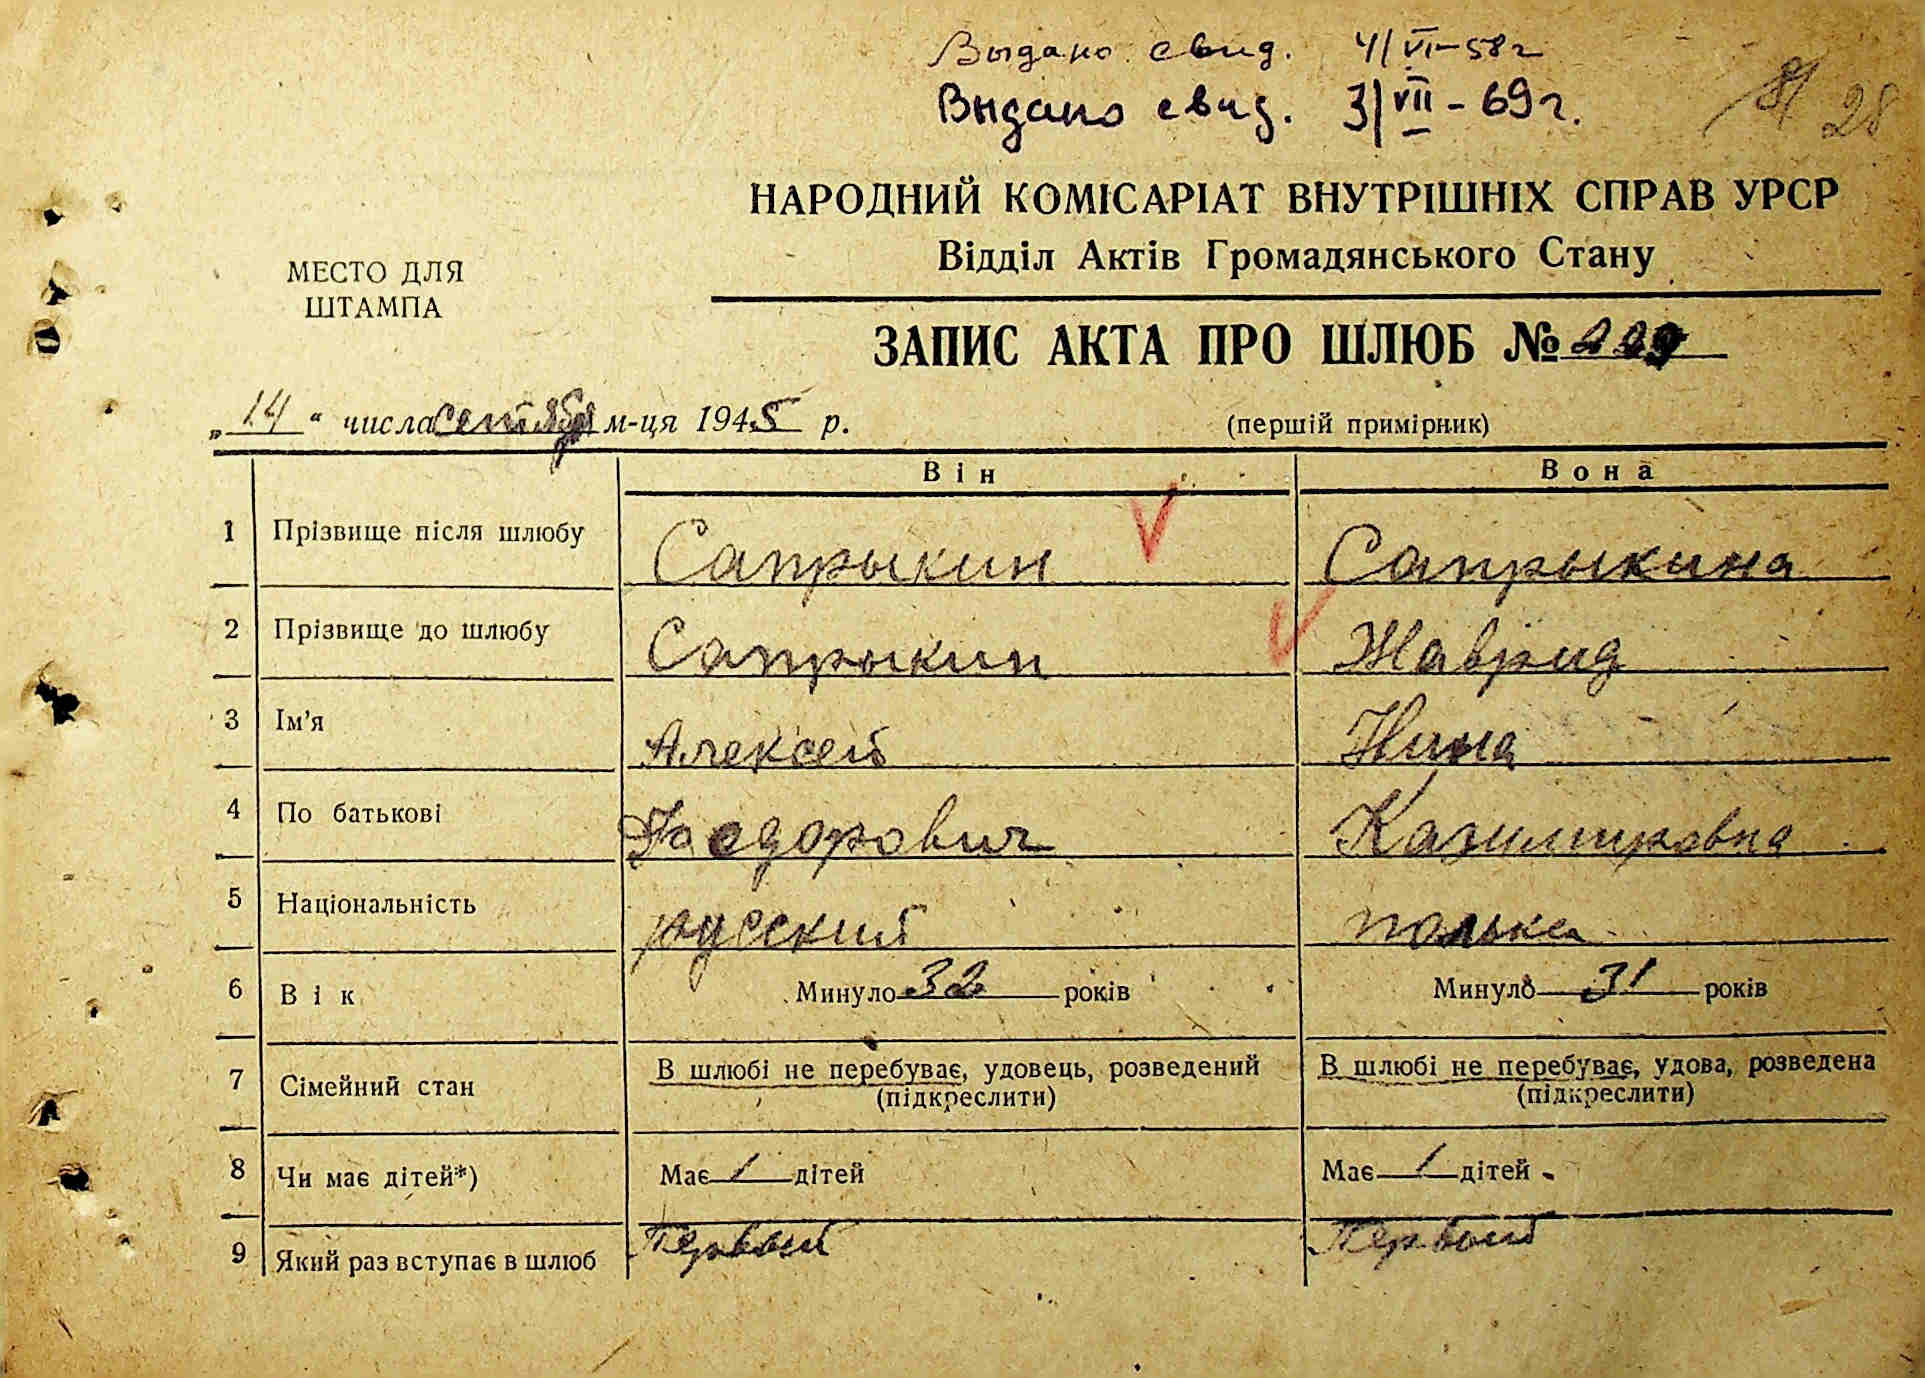 Выдано свид. 4/VI-58г
Выдано свид. 3/VII-69г.
28
НАРОДНИЙ КОМІСАРІАТ ВНУТРІШНІХ СПРАВ УРСР
Відділ Актів Громадянського Стану
МЕСТО ДЛЯ
ШТАМПА
ЗАПИС АКТА ПРО ШЛЮБ №
„14“ числа сентября м-ця 1945 р.
(перший примірник)
Він Вона
1 Прізвище після шлюбу Сапрыкин Сапрыкина
2 Прізвище до шлюбу Сапрыкин Жаврид
3 Ім'я Алексей Нина
4 По батькові Феодорович Казимировна
5 Національність русский полька
6 Вік Минуло 32 років Минуло 31 років
7 Сімейний стан В шлюбі не перебуває, удовець, розведений В шлюбі не перебуває, удова, розведена
(підкреслити) (підкреслити)
8 Чи має дітей*) Має 1 дітей Має 1 дітей
9 Який раз вступає в шлюб Первый Первый